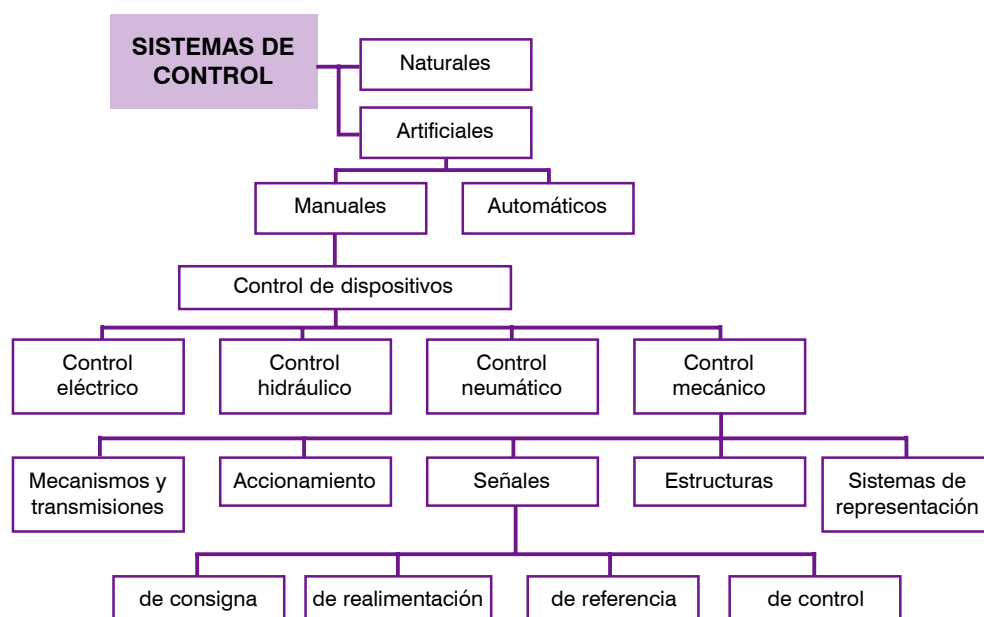 SISTEMAS DE
CONTROL
Naturales
Artificiales
Manuales
Automáticos
Control de dispositivos
Control
eléctrico
Control
hidráulico
Control
neumático
Control
mecánico
Mecanismos y
transmisiones
Accionamiento
Señales
Estructuras
Sistemas de
representación
de consigna
de realimentación
de referencia
de control